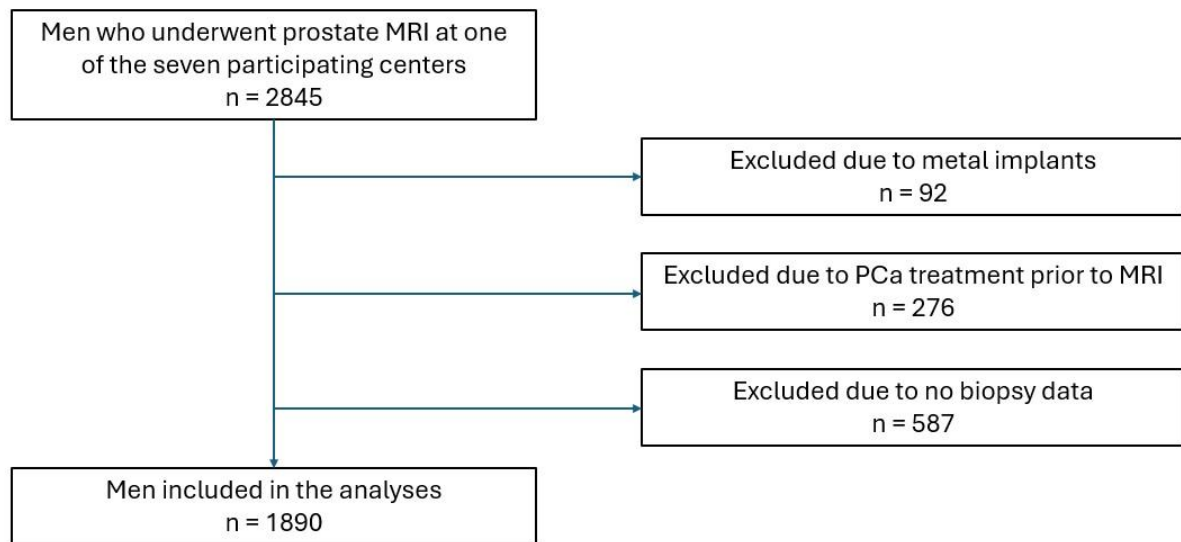 Men who underwent prostate MRI at one
of the seven participating centers
n = 2845
Excluded due to metal implants
n = 92
Excluded due to PCa treatment prior to MRI
n = 276
Excluded due to no biopsy data
n = 587
Men included in the analyses
n = 1890